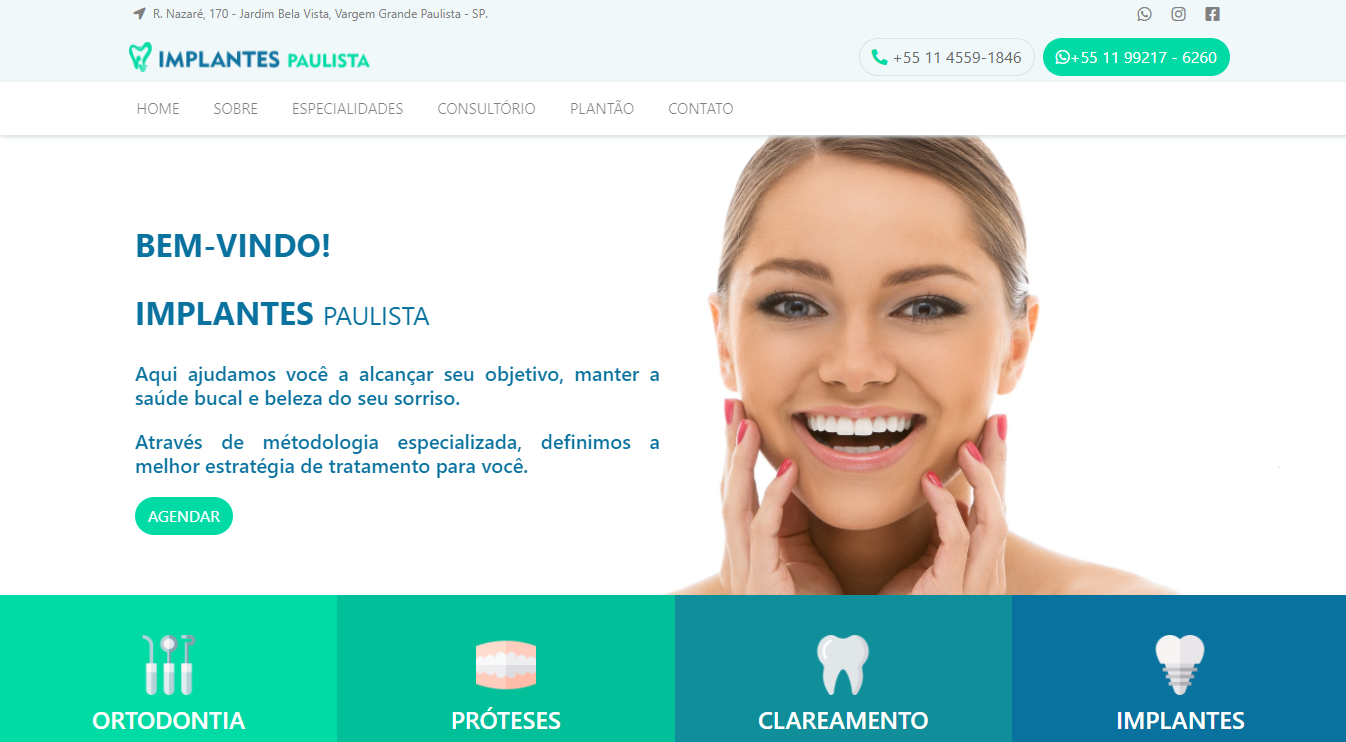 R. Nazaré, 170 - Jardim Bela Vista, Vargem Grande Paulista - SP.
IMPLANTES PAULISTA
+55 11 4559-1846
+55 11 99217 - 6260
HOME SOBRE ESPECIALIDADES CONSULTÓRIO PLANTÃO CONTATO
BEM-VINDO!
IMPLANTES PAULISTA
Aqui ajudamos você a alcançar seu objetivo, manter a
saúde bucal e beleza do seu sorriso.
Através de métodologia especializada, definimos a
melhor estratégia de tratamento para você.
AGENDAR
ORTODONTIA
PRÓTESES
CLAREAMENTO
IMPLANTES